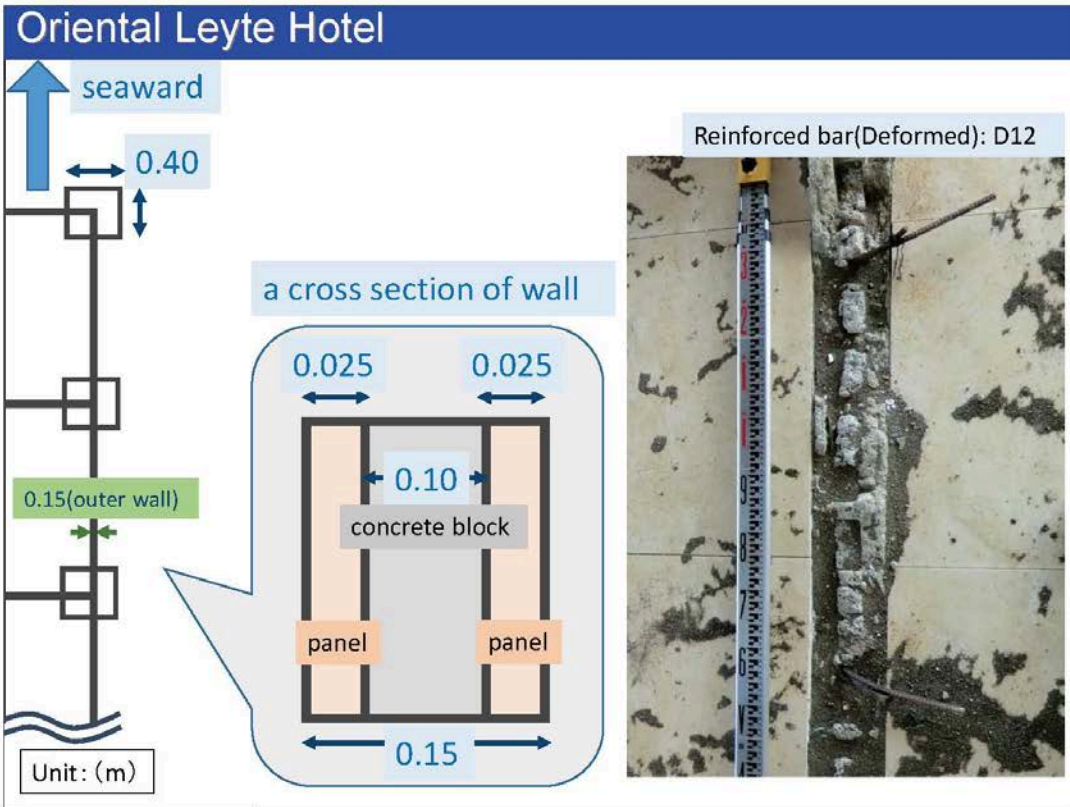 Oriental Leyte Hotel
seaward
0.40
Reinforced bar(Deformed): D12
a cross section of wall
0.025
0.025
0.10
concrete block
0.15(outer wall)
panel
panel
0.15
Unit:(m)